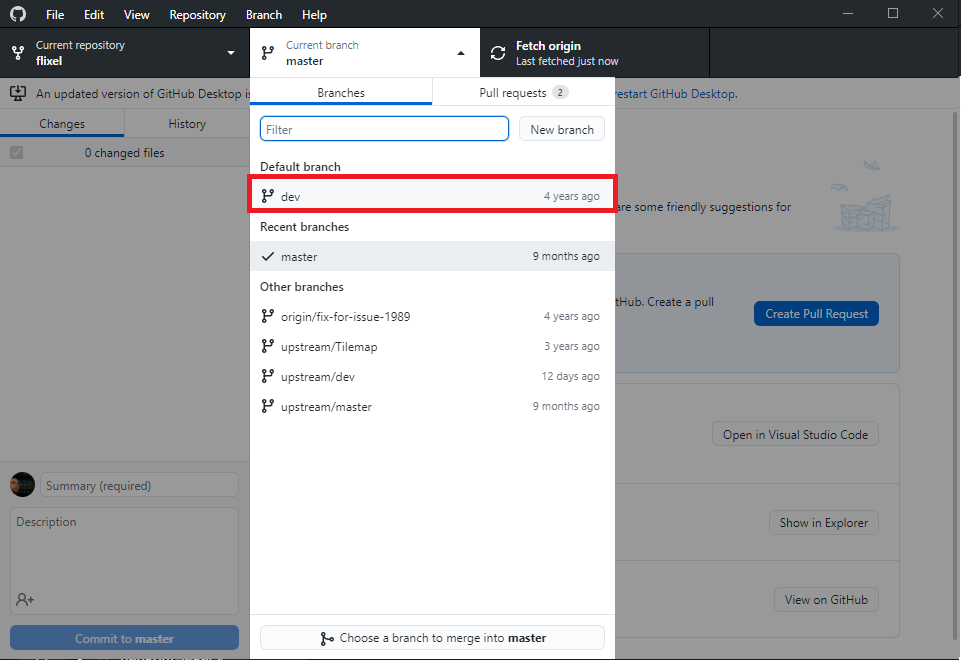 File Edit View Repository Branch Help
Current repository
flixel
Current branch
master
Fetch origin
Last fetched just now
An updated version of GitHub Desktop is
restart GitHub Desktop.
Changes History
0 changed files
Branches Pull requests 2
Filter
New branch
Default branch
dev 4 years ago
Recent branches
master 9 months ago
Other branches
origin/fix-for-issue-1989 4 years ago
upstream/Tilemap 3 years ago
upstream/dev 12 days ago
upstream/master 9 months ago
Choose a branch to merge into master
are some friendly suggestions for
tHub. Create a pull
Create Pull Request
Open in Visual Studio Code
Show in Explorer
View on GitHub
Summary (required)
Description
Commit to master